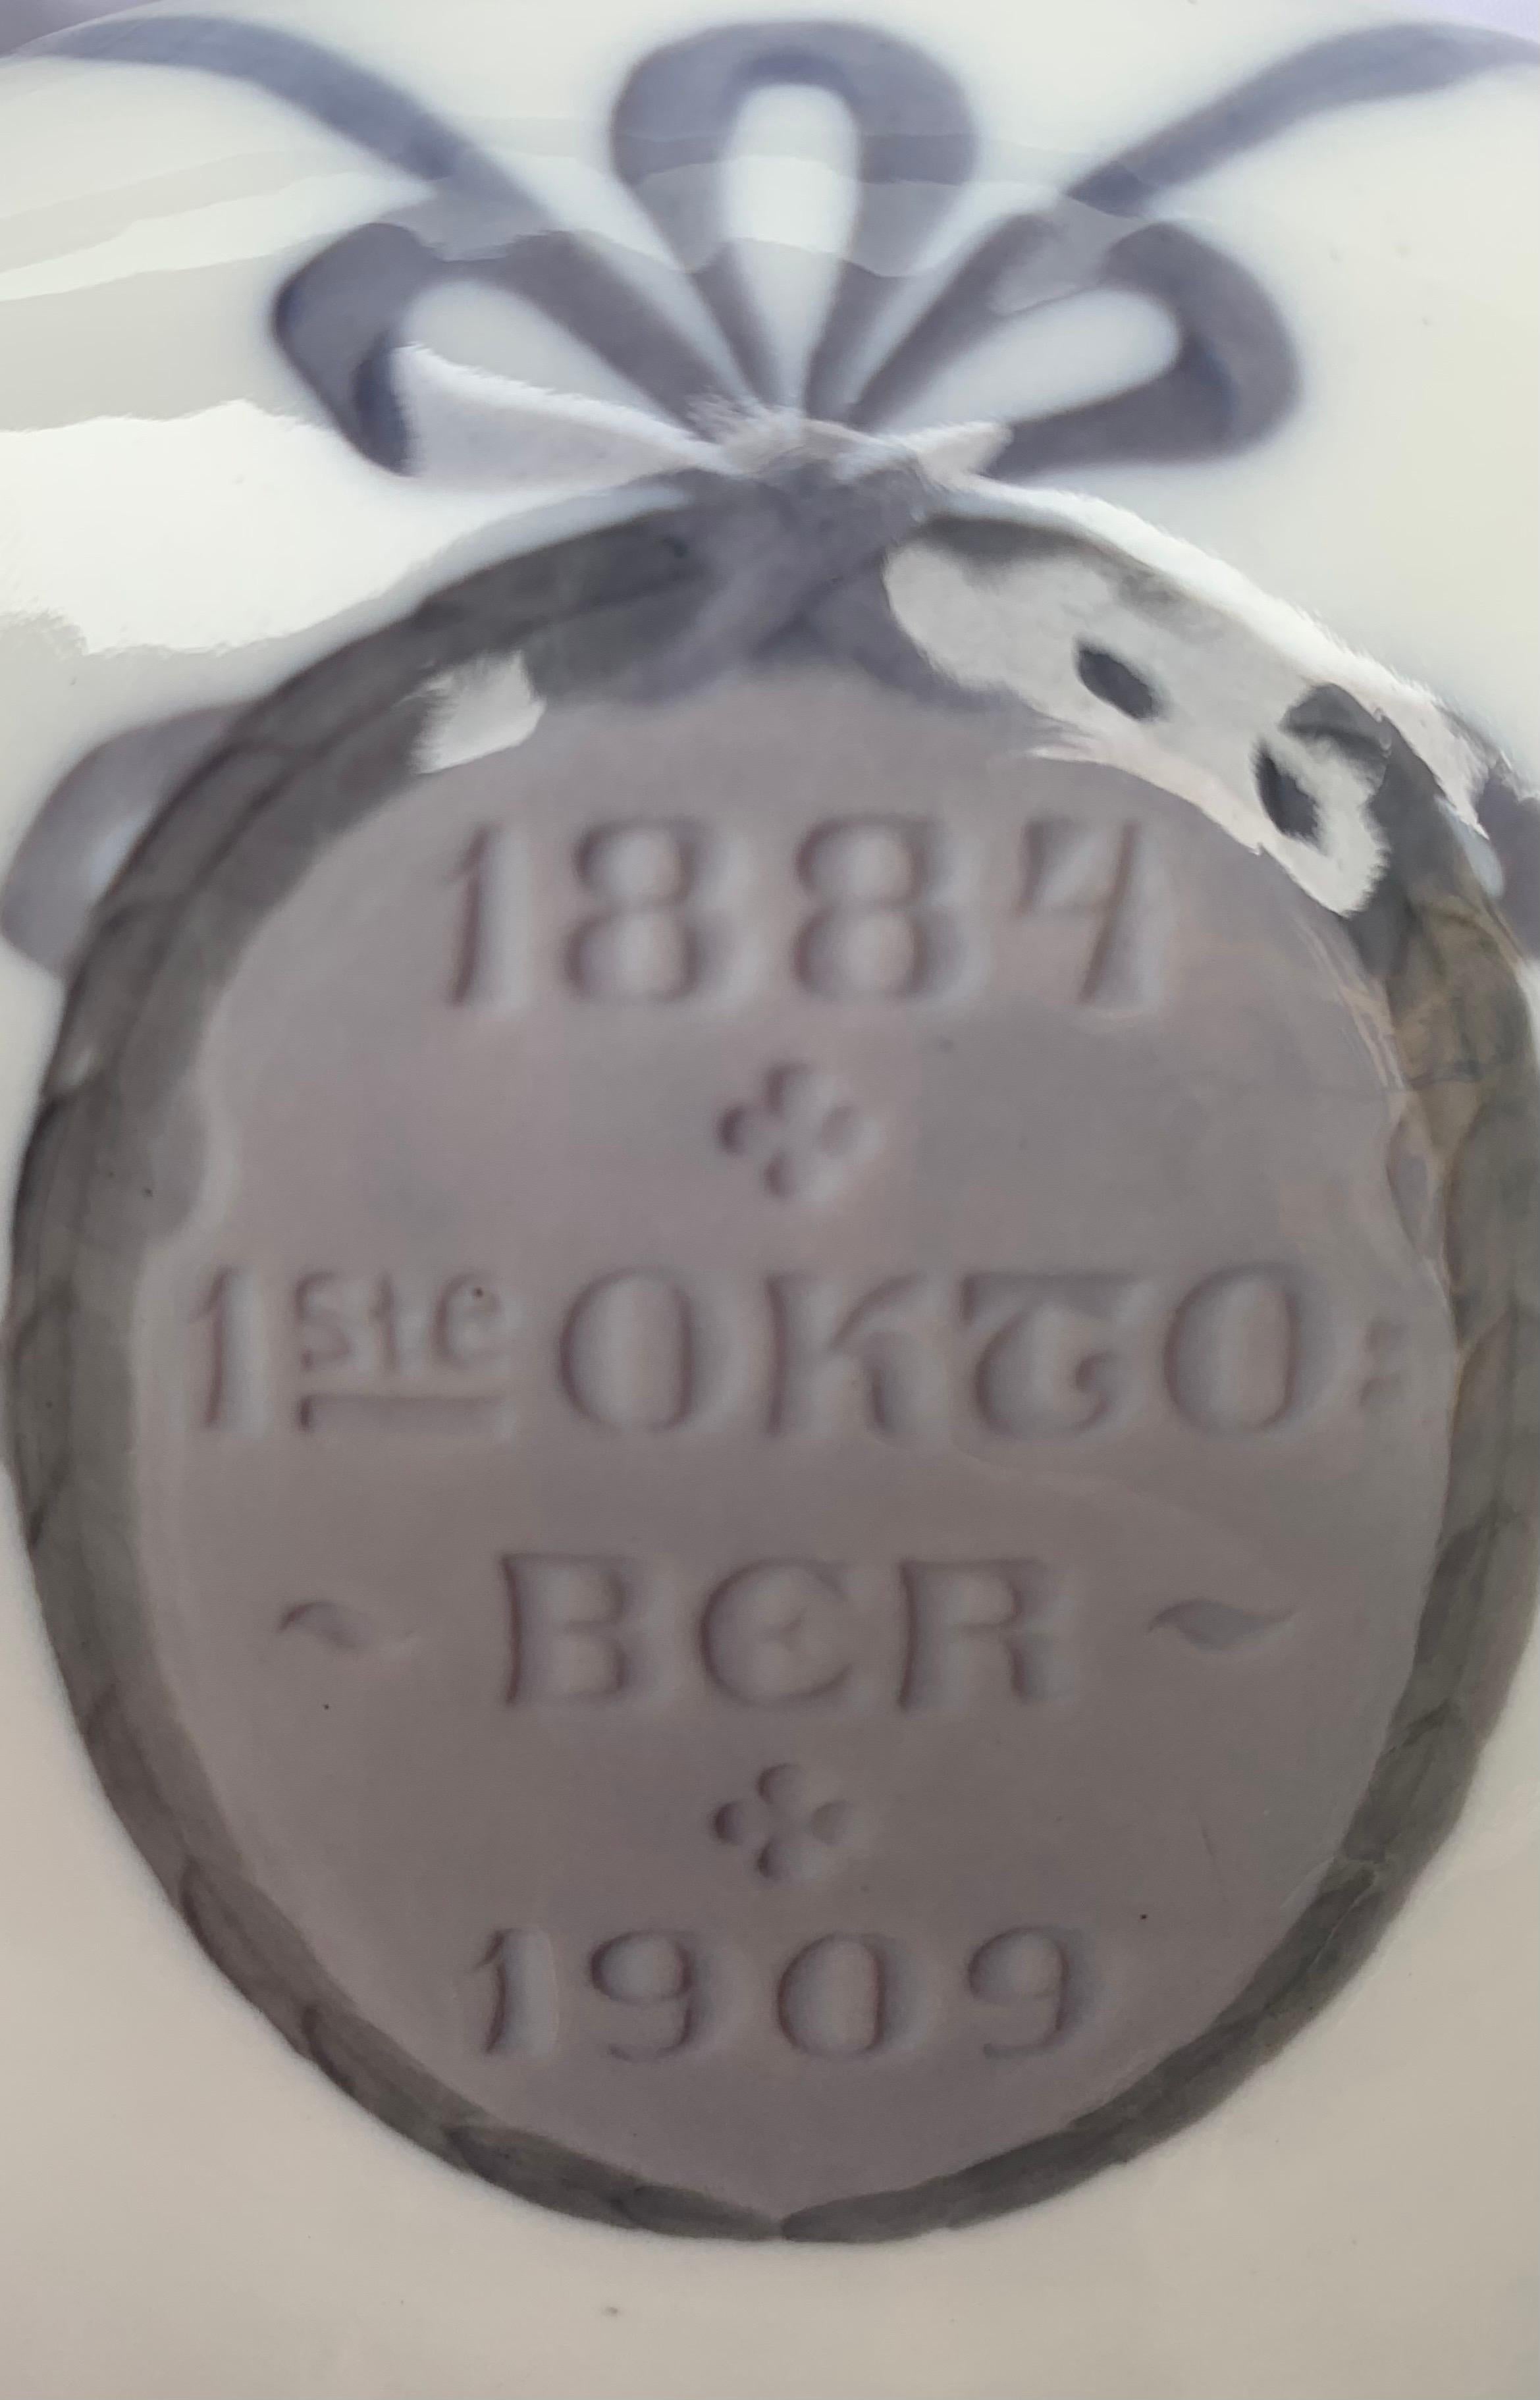 1884
1ste OKTO=
~ BER ~
1909